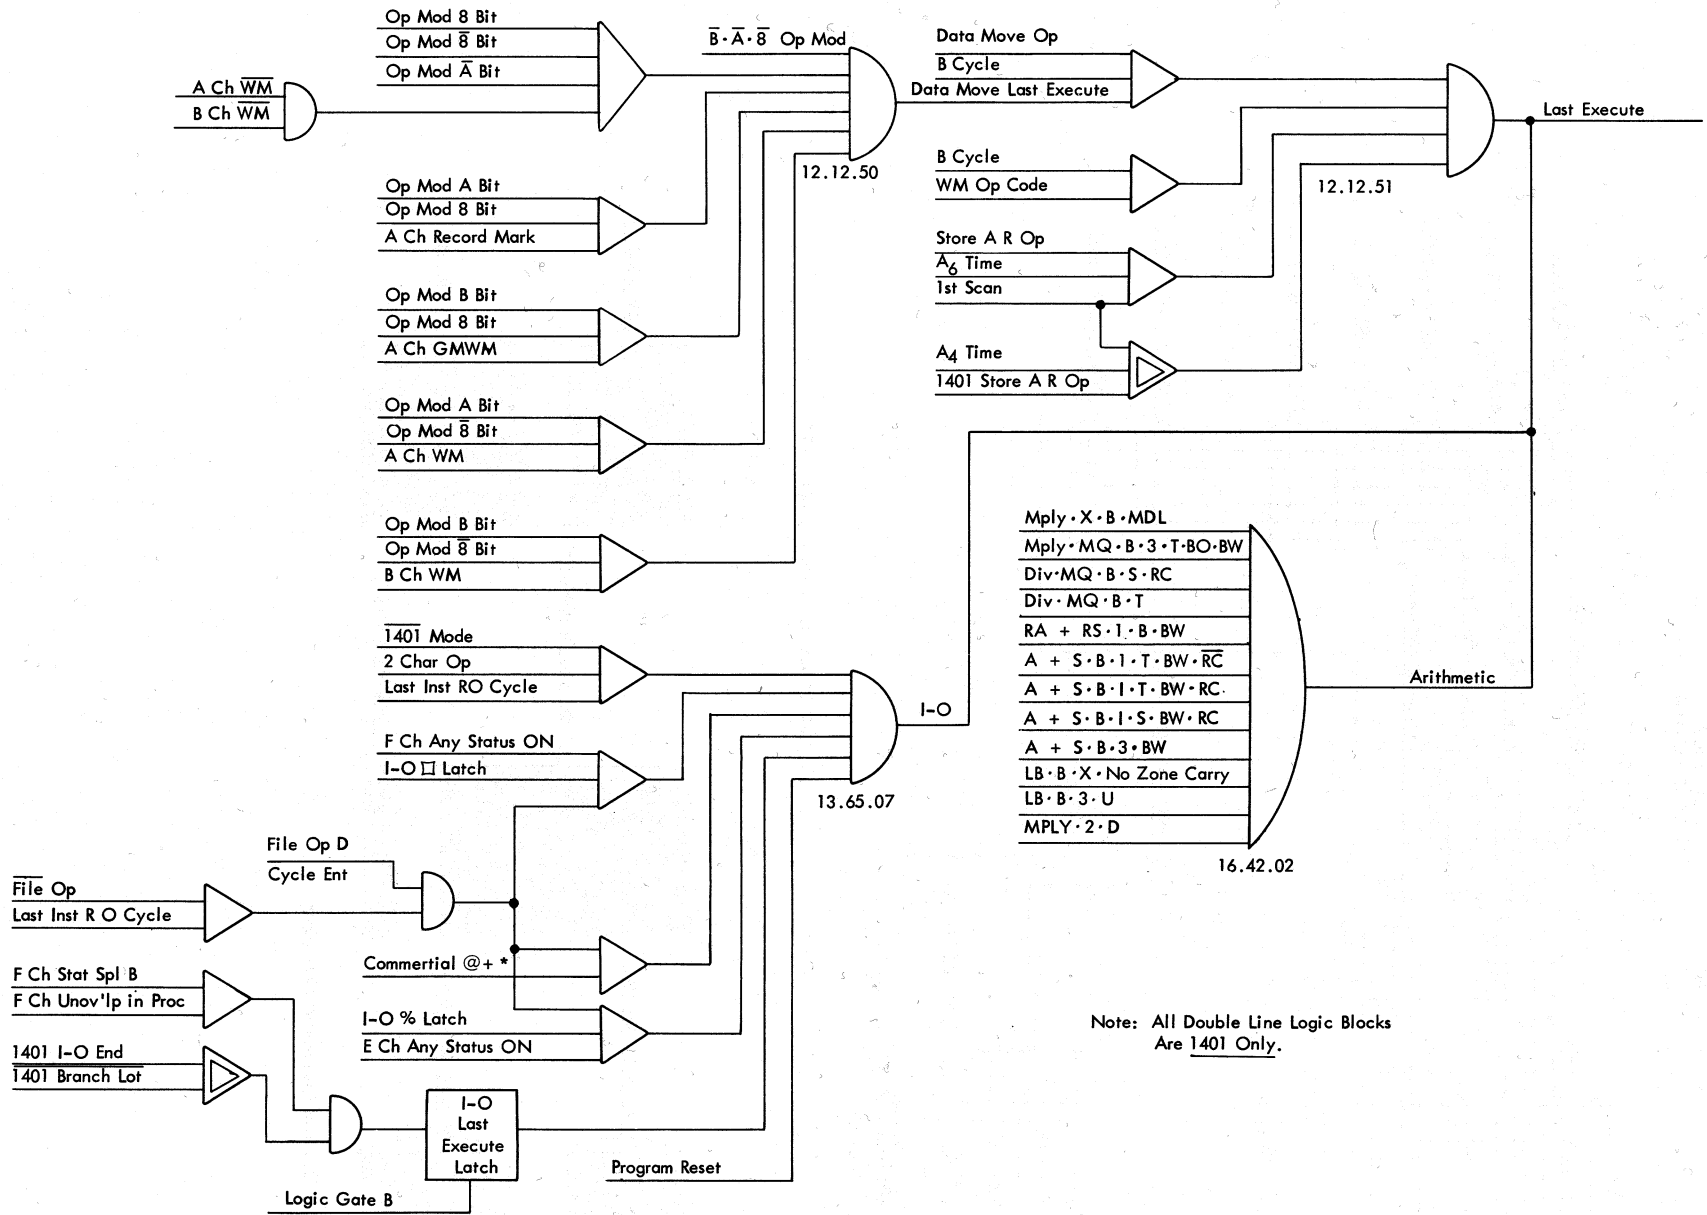 Op Mod 8 Bit
Op Mod 8̅ Bit
Op Mod A̅ Bit
A Ch W̅M̅
B Ch W̅M̅
B̅·A̅·8̅ Op Mod
12.12.50
Op Mod A Bit
Op Mod 8 Bit
A Ch Record Mark
Op Mod B Bit
Op Mod 8 Bit
A Ch GMWM
Op Mod A Bit
Op Mod 8̅ Bit
A Ch WM
Op Mod B Bit
Op Mod 8̅ Bit
B Ch WM
Data Move Op
B Cycle
Data Move Last Execute
B Cycle
WM Op Code
Store A R Op
A6 Time
1st Scan
A4 Time
1401 Store A R Op
12.12.51
Last Execute
1̅4̅0̅1̅ Mode
2 Char Op
Last Inst RO Cycle
F Ch Any Status ON
I-O ⌑ Latch
I-O
13.65.07
File Op D
Cycle Ent
F̅i̅l̅e̅ Op
Last Inst R O Cycle
Commertial @+ *
I-O % Latch
E Ch Any Status ON
F Ch Stat Spl B
F Ch Unov'lp in Proc
1401 I-O End
1̅4̅0̅1̅ B̅r̅a̅n̅c̅h̅ L̅o̅t̅
I-O
Last
Execute
Latch
Logic Gate B
Program Reset
Mply·X·B·MDL
Mply·MQ·B·3·T·BO·BW
Div·MQ·B·S·RC
Div·MQ·B·T
RA + RS·1·B·BW
A + S·B·1·T·BW·R̅C̅
A + S·B·I·T·BW·RC·
A + S·B·I·S·BW·RC
A + S·B·3·BW
LB·B·X·No Zone Carry
LB·B·3·U
MPLY·2·D
16.42.02
Arithmetic
Note: All Double Line Logic Blocks
Are 1401 Only.